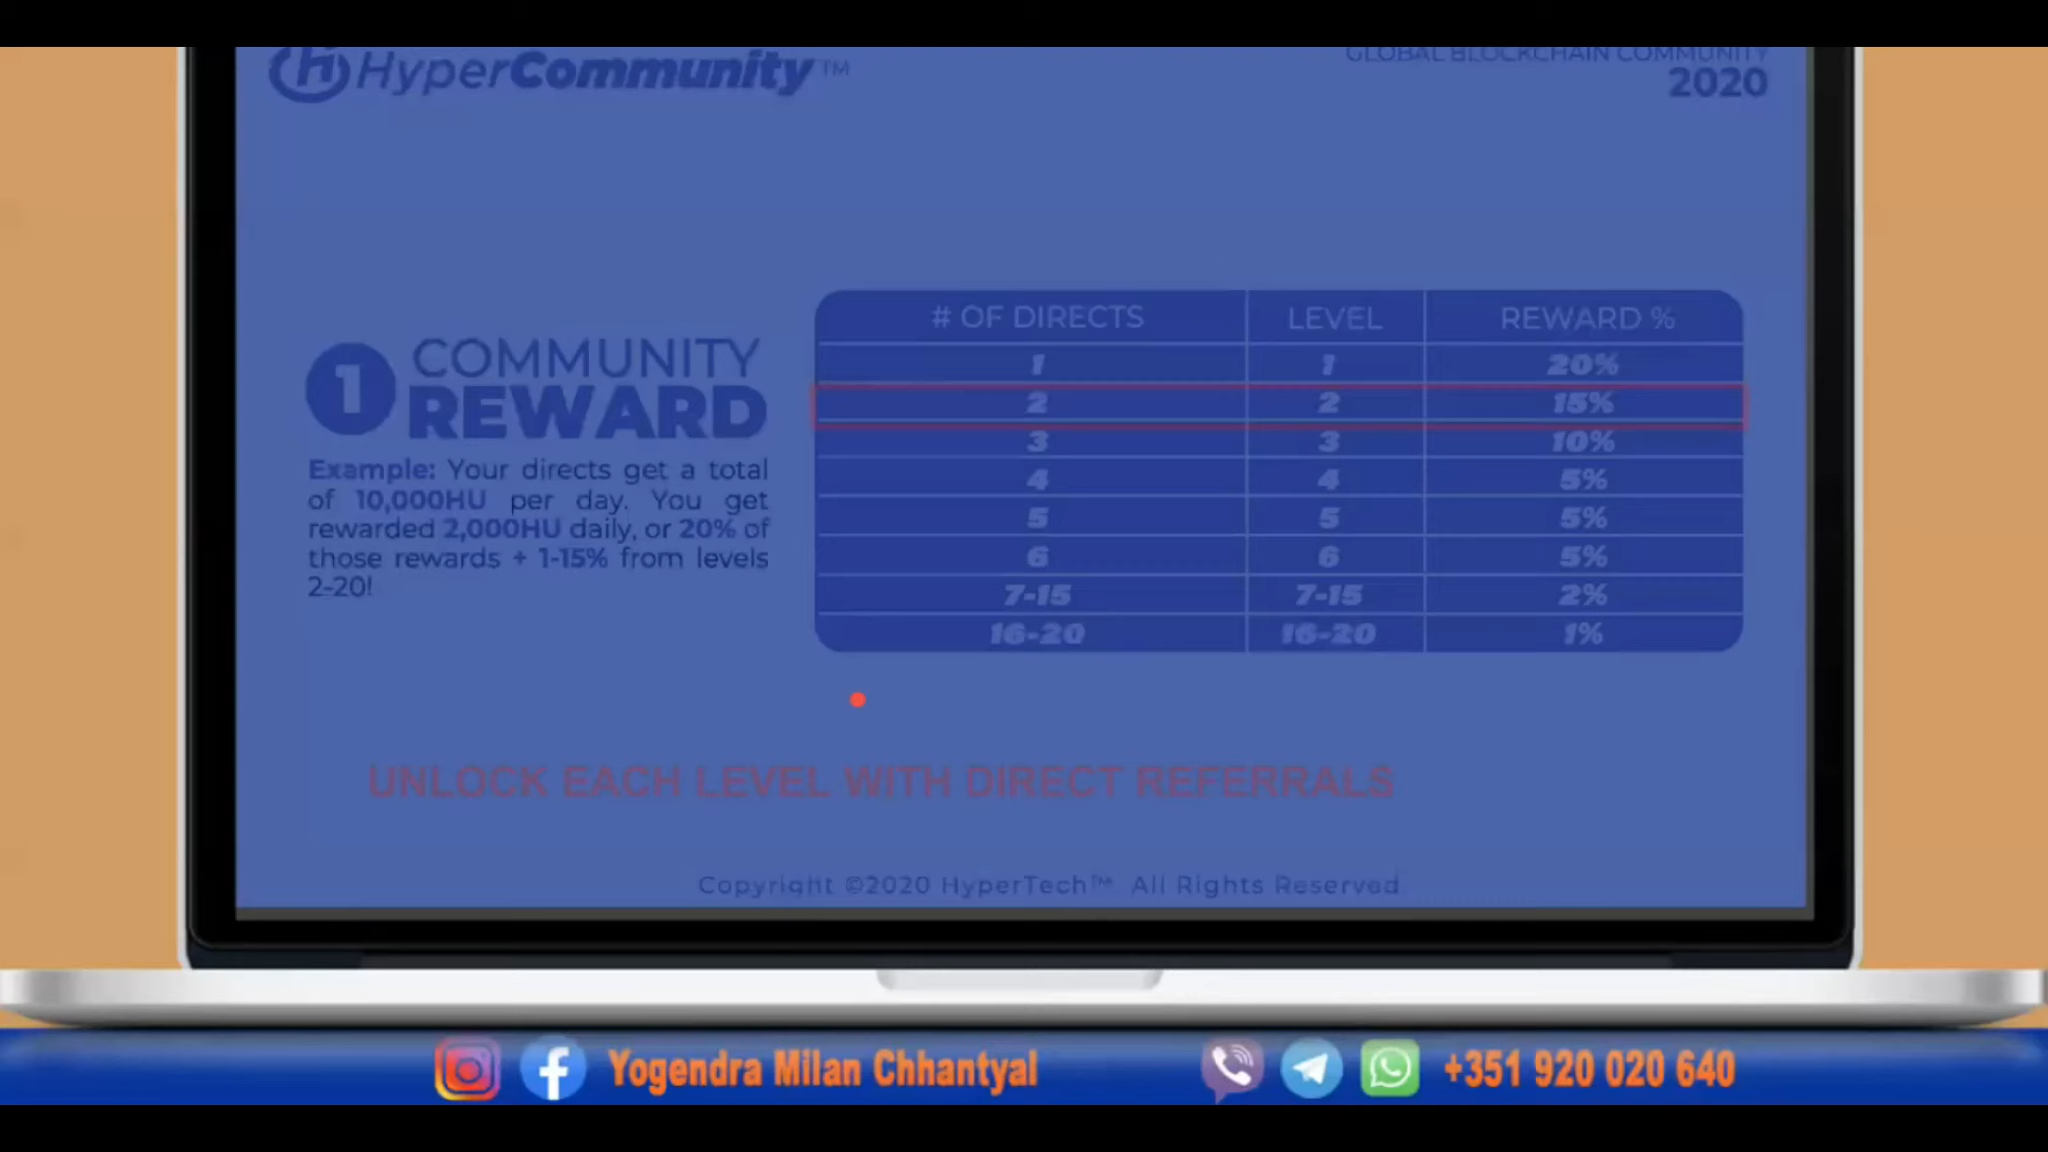 HyperCommunity™
GLOBAL BLOCKCHAIN COMMUNITY
2020
1 COMMUNITY
REWARD
Example: Your directs get a total
of 10,000HU per day. You get
rewarded 2,000HU daily, or 20% of
those rewards + 1-15% from levels
2-20!
# OF DIRECTS LEVEL REWARD %
1 1 20%
2 2 15%
3 3 10%
4 4 5%
5 5 5%
6 6 5%
7-15 7-15 2%
16-20 16-20 1%
UNLOCK EACH LEVEL WITH DIRECT REFERRALS
Copyright ©2020 HyperTech™ All Rights Reserved
Yogendra Milan Chhantyal +351 920 020 640